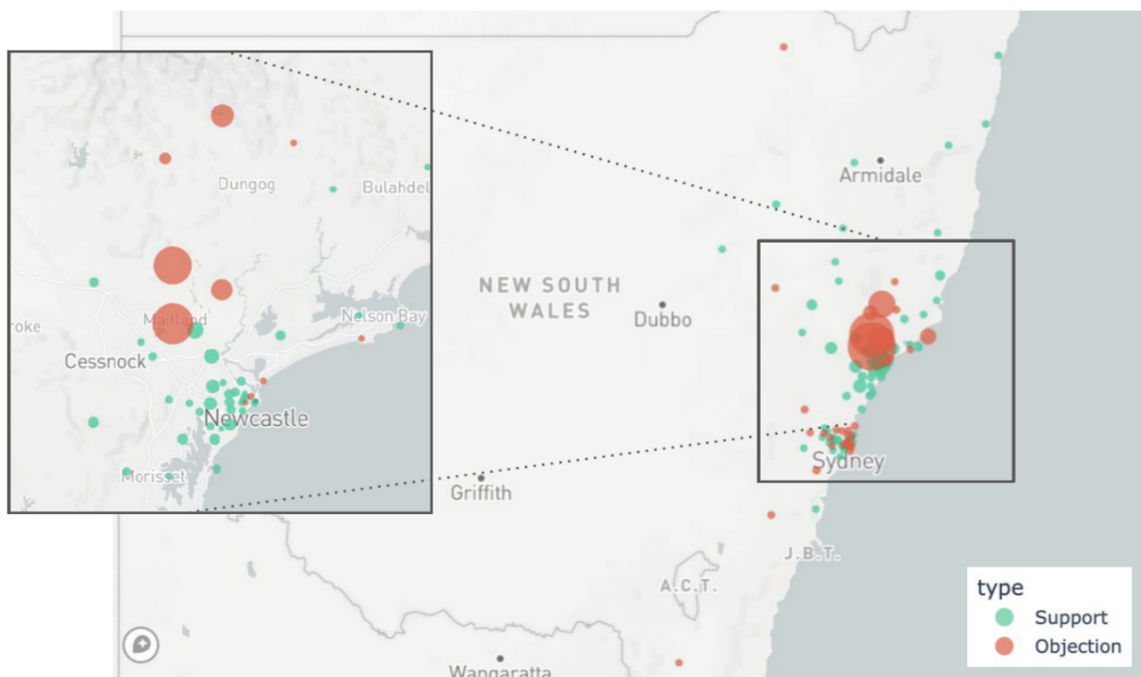 Dungog
Bulahdel
Maitland
Nelson Bay
roke
Cessnock
Newcastle
Morisset
Armidale
NEW SOUTH
WALES
Dubbo
Sydney
Griffith
J.B.T.
A.C.T.
Wangaratta
type
Support
Objection